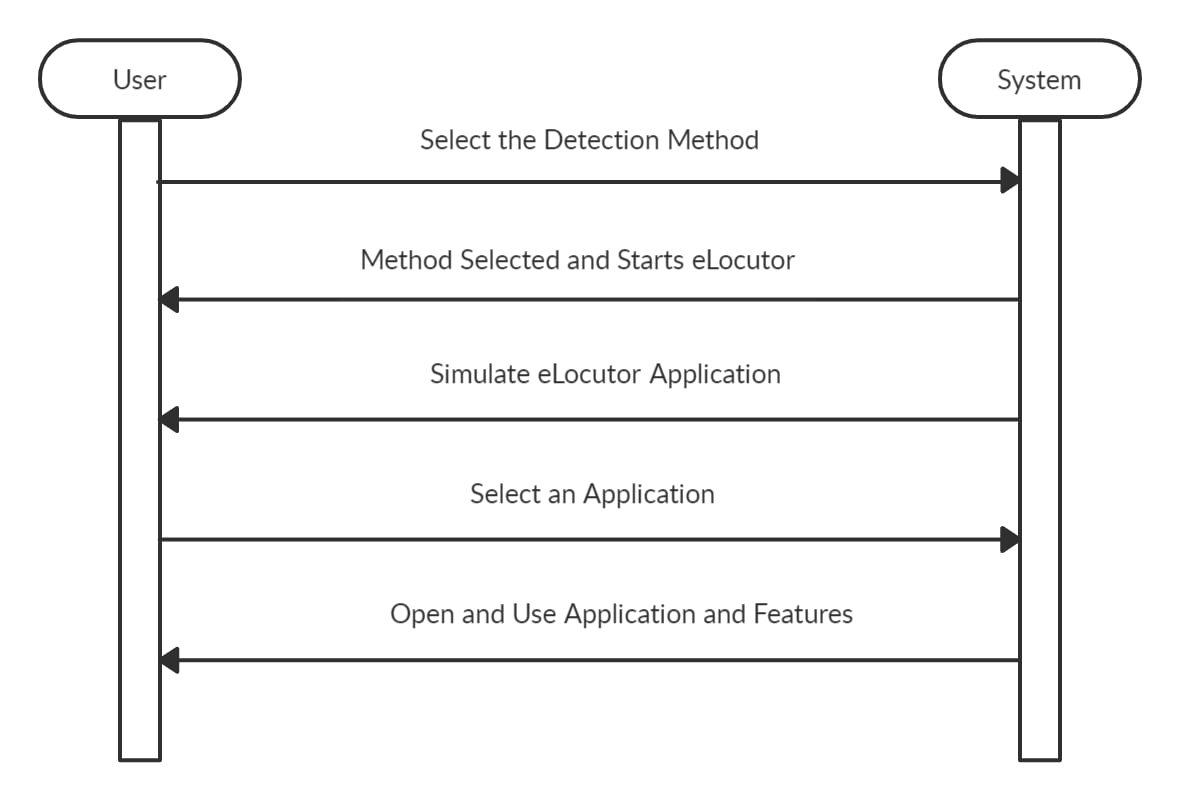 User
System
Select the Detection Method
Method Selected and Starts eLocutor
Simulate eLocutor Application
Select an Application
Open and Use Application and Features